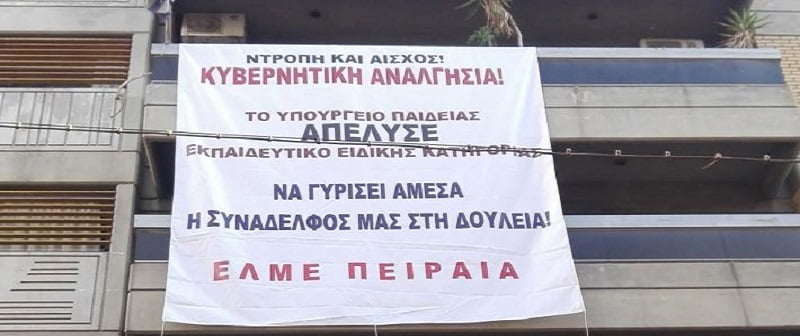 ΝΤΡΟΠΗ ΚΑΙ ΑΙΣΧΟΣ!
ΚΥΒΕΡΝΗΤΙΚΗ ΑΝΑΛΓΗΣΙΑ!
ΤΟ ΥΠΟΥΡΓΕΙΟ ΠΑΙΔΕΙΑΣ
ΑΠΕΛΥΣΕ
ΕΚΠΑΙΔΕΥΤΙΚΟ ΕΙΔΙΚΗΣ ΚΑΤΗΓΟΡΙΑΣ
ΝΑ ΓΥΡΙΣΕΙ ΑΜΕΣΑ
Η ΣΥΝΑΔΕΛΦΟΣ ΜΑΣ ΣΤΗ ΔΟΥΛΕΙΑ!
ΕΛΜΕ ΠΕΙΡΑΙΑ